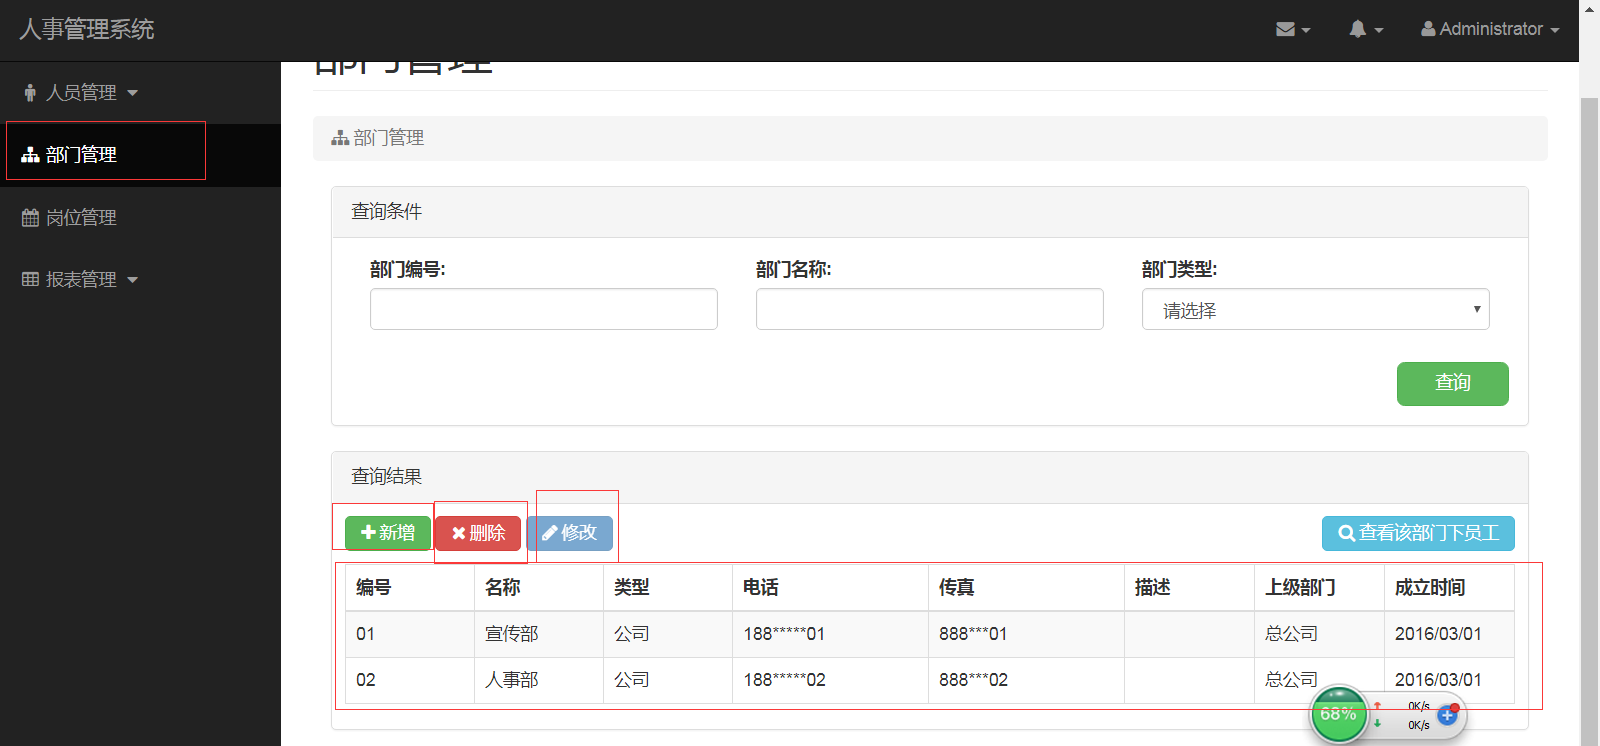 人事管理系统
Administrator
人员管理
部门管理
岗位管理
报表管理
部门管理
部门管理
查询条件
部门编号: 部门名称: 部门类型:
请选择
查询
查询结果
新增 删除 修改 查看该部门下员工
编号 名称 类型 电话 传真 描述 上级部门 成立时间
01 宣传部 公司 188*****01 888***01 总公司 2016/03/01
02 人事部 公司 188*****02 888***02 总公司 2016/03/01
68% 0K/s
0K/s